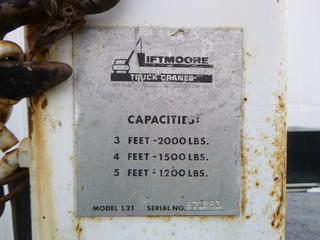 LIFTMOORE
TRUCK CRANES
CAPACITIES:
3 FEET - 2000 LBS.
4 FEET - 1500 LBS.
5 FEET - 1200 LBS.
MODEL L21 SERIAL NO.